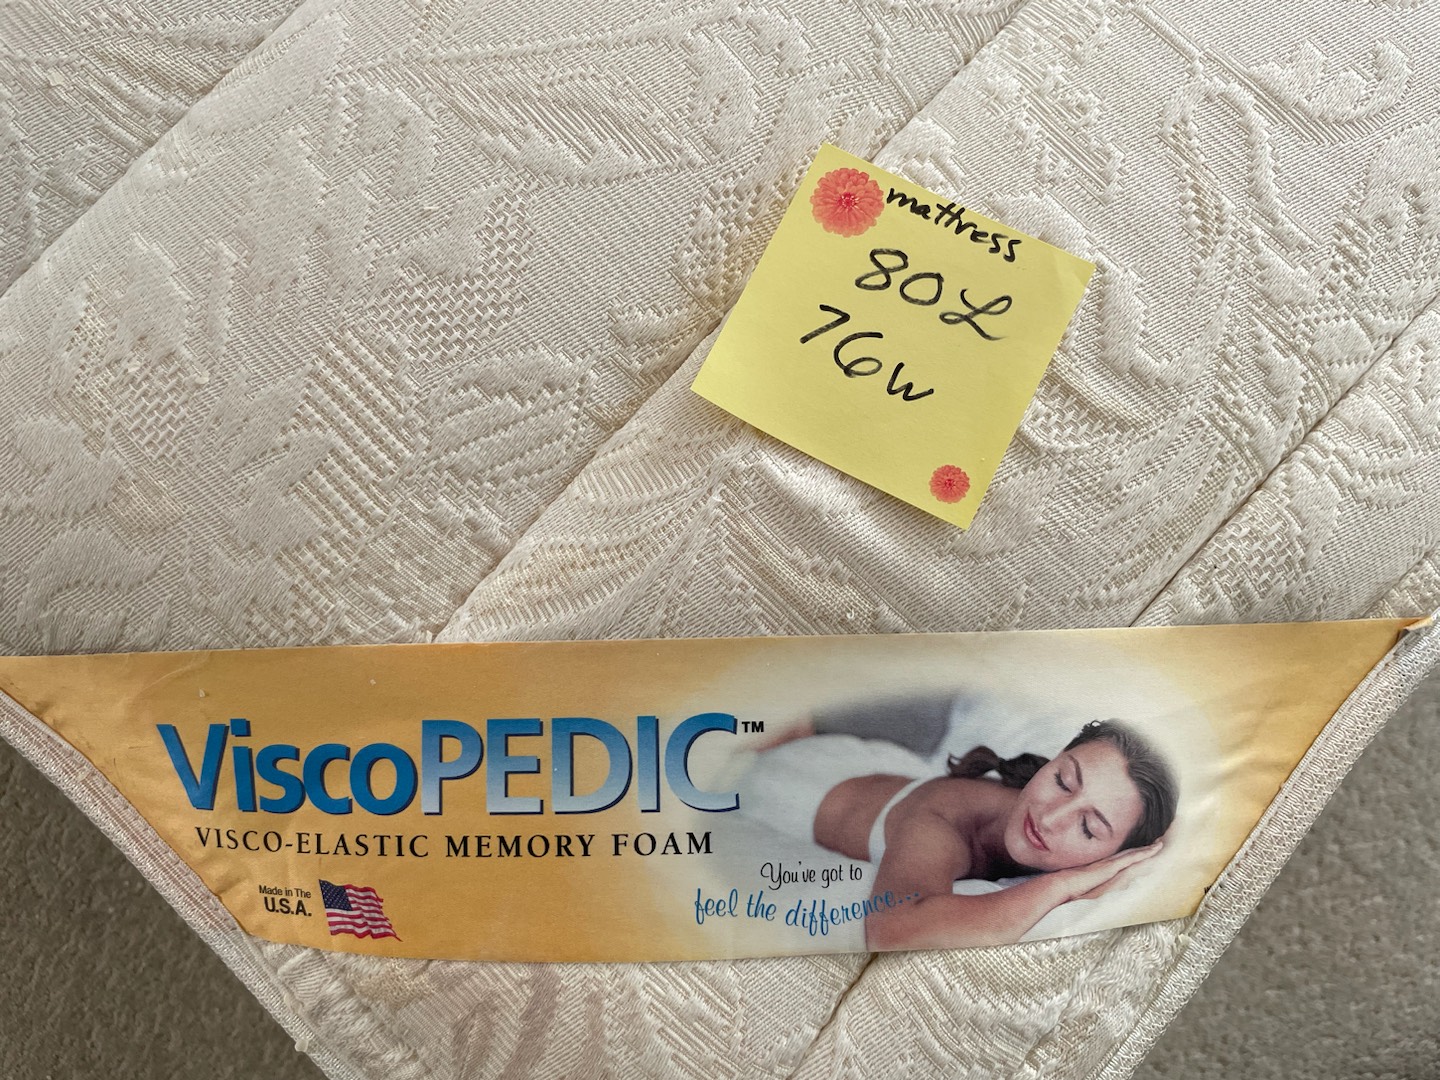 mattress
80L
76W
ViscoPEDIC™
VISCO-ELASTIC MEMORY FOAM
Made in The
U.S.A.
You've got to
feel the difference...